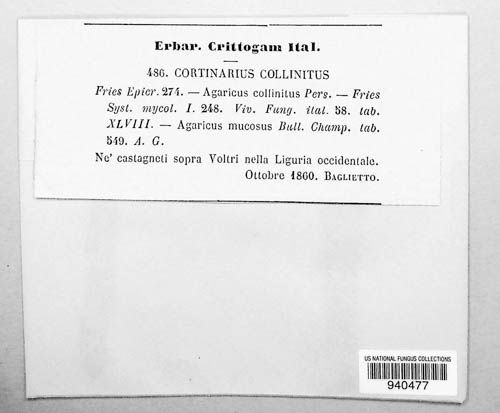 Erbar. Crittogam Ital.
486. CORTINARIUS COLLINITUS
Fries Epicr. 274. — Agaricus collinitus Pers. — Fries
Syst. mycol. I. 248. Viv. Fung. ital. 58. tab.
XLVIII. — Agaricus mucosus Bull. Champ. tab.
549. A. G.
Ne' castagneti sopra Voltri nella Liguria occidentale.
Ottobre 1860. BAGLIETTO.
US NATIONAL FUNGUS COLLECTIONS
940477